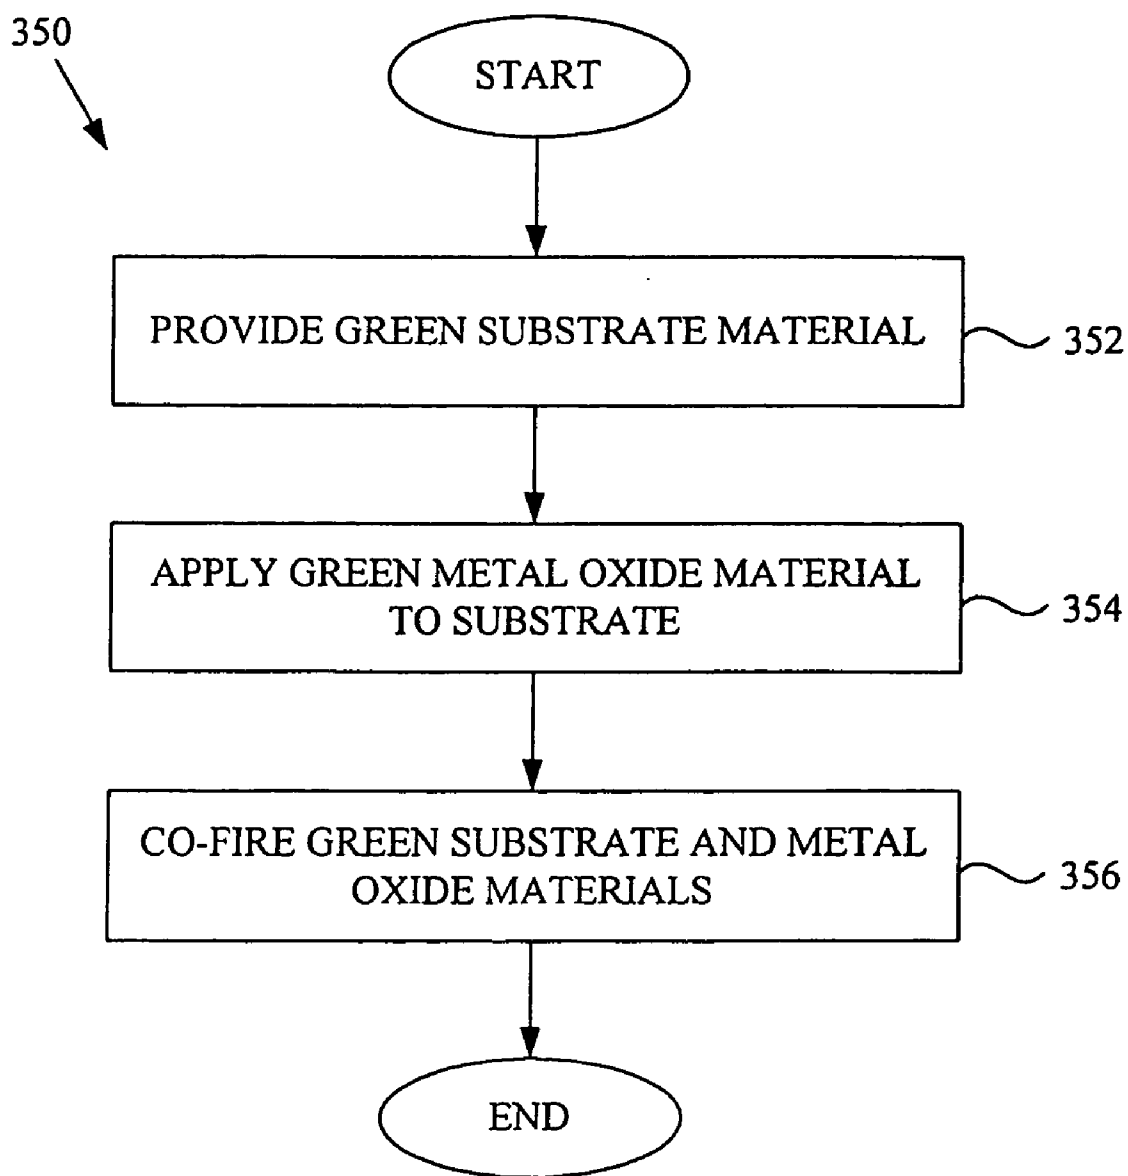 350
START
PROVIDE GREEN SUBSTRATE MATERIAL
352
APPLY GREEN METAL OXIDE MATERIAL
TO SUBSTRATE
354
CO-FIRE GREEN SUBSTRATE AND METAL
OXIDE MATERIALS
356
END